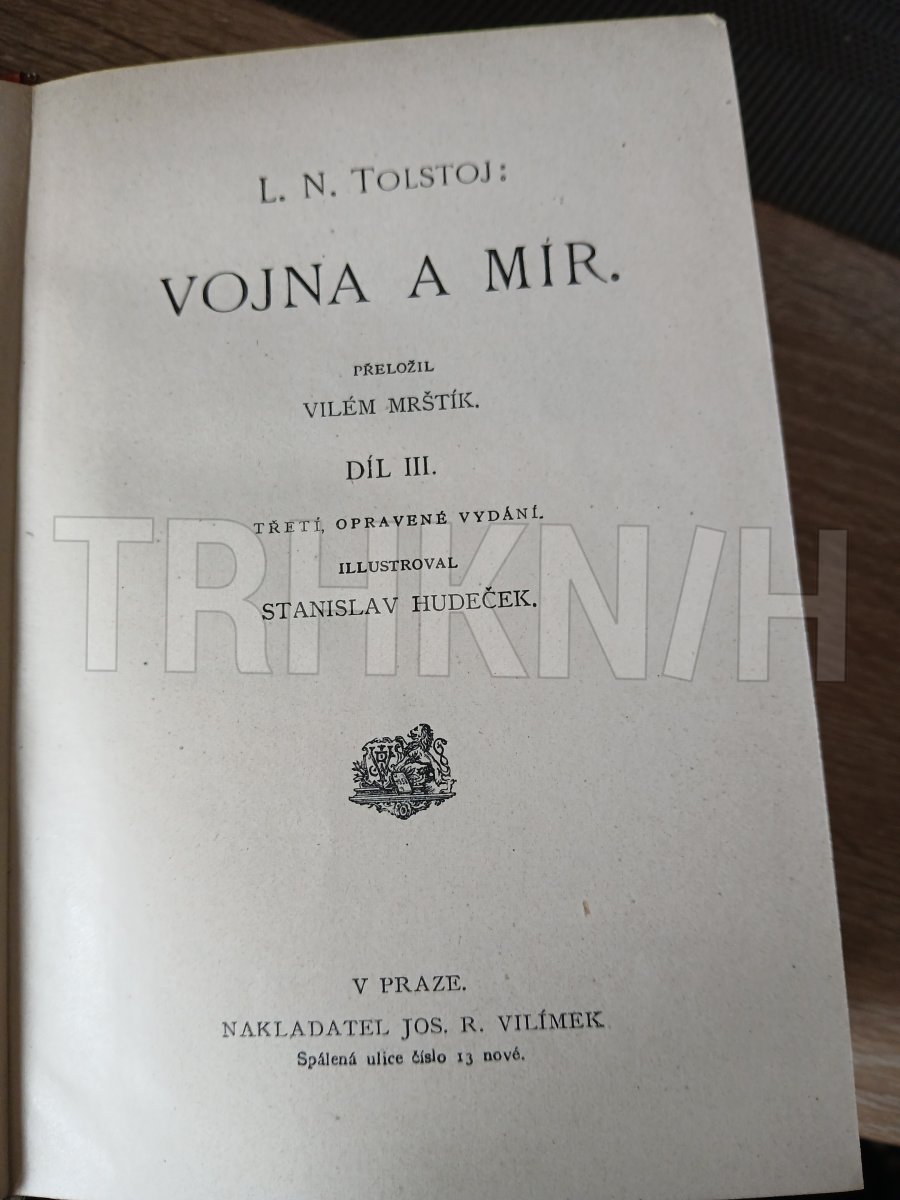 L. N. TOLSTOJ:
VOJNA A MÍR.
PŘELOŽIL
VILÉM MRŠTÍK.
DÍL III.
TŘETÍ, OPRAVENÉ VYDÁNÍ.
TRHKNIH
ILLUSTROVAL
STANISLAV HUDEČEK.
V PRAZE.
NAKLADATEL JOS. R. VILÍMEK
Spálená ulice číslo 13 nové.